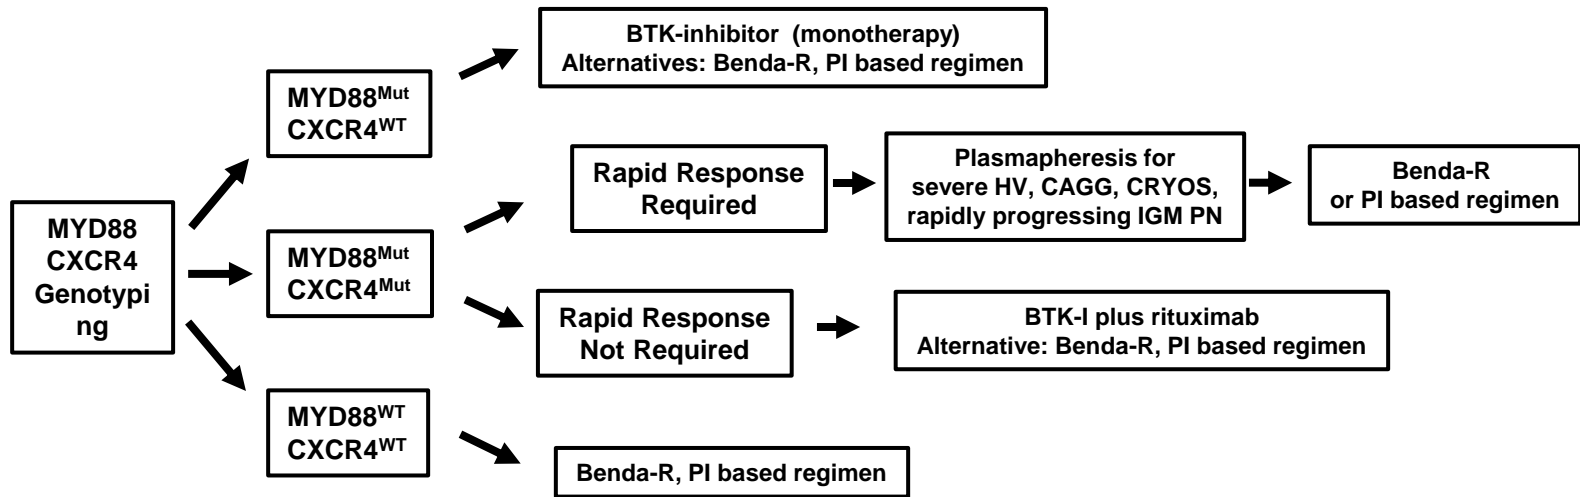 MYD88
CXCR4
Genotypi
ng
MYD88Mut
CXCR4WT
BTK-inhibitor (monotherapy)
Alternatives: Benda-R, PI based regimen
MYD88Mut
CXCR4Mut
Rapid Response
Required
Plasmapheresis for
severe HV, CAGG, CRYOS,
rapidly progressing IGM PN
Benda-R
or PI based regimen
Rapid Response
Not Required
BTK-I plus rituximab
Alternative: Benda-R, PI based regimen
MYD88WT
CXCR4WT
Benda-R, PI based regimen